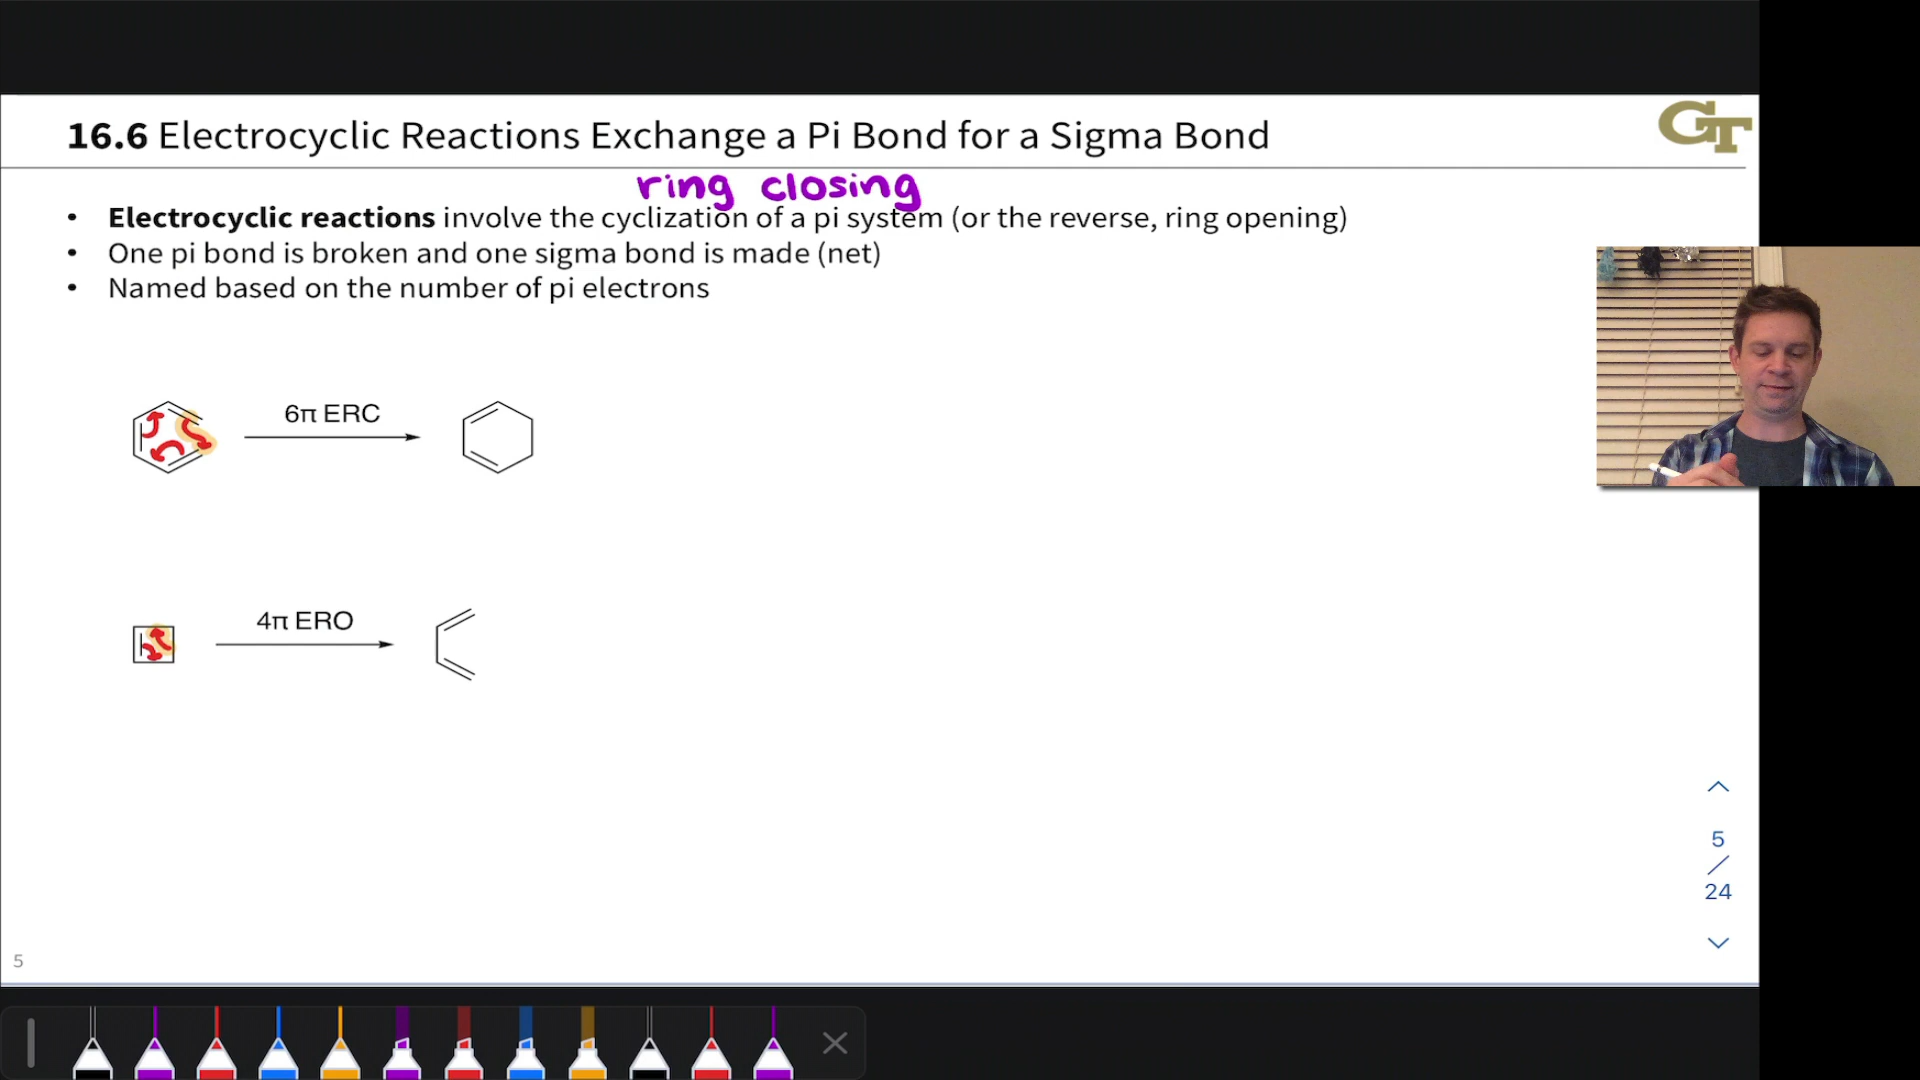 16.6 Electrocyclic Reactions Exchange a Pi Bond for a Sigma Bond
GT
ring closing
• Electrocyclic reactions involve the cyclization of a pi system (or the reverse, ring opening)
• One pi bond is broken and one sigma bond is made (net)
• Named based on the number of pi electrons
6π ERC
4π ERO
5
/
24
5